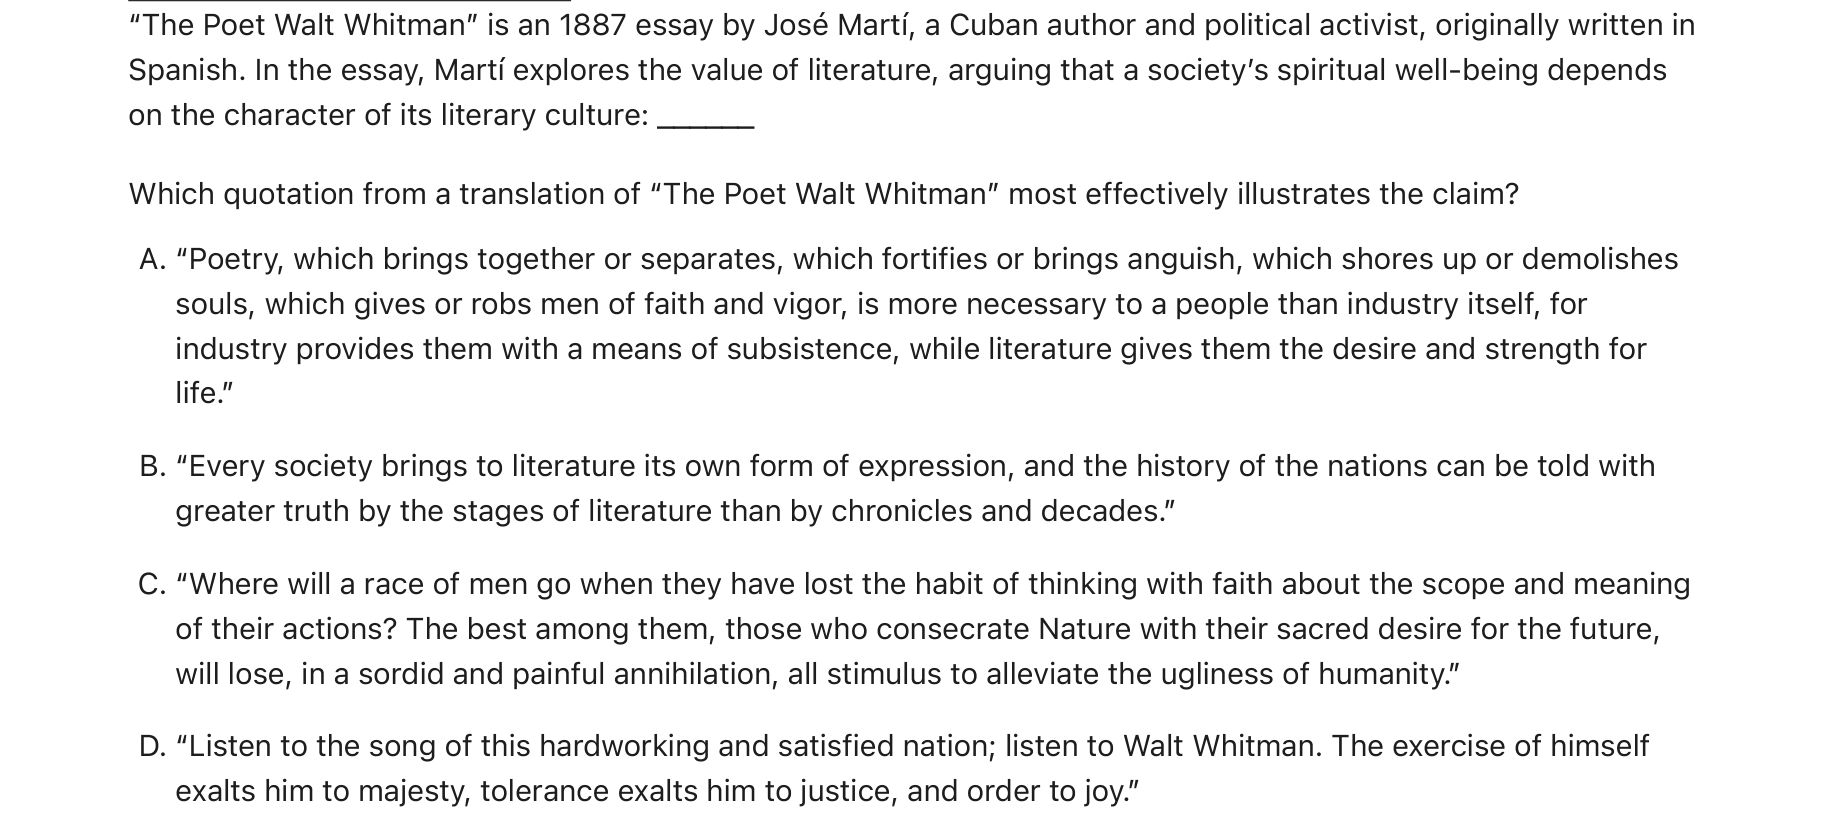 “The Poet Walt Whitman” is an 1887 essay by José Martí, a Cuban author and political activist, originally written in
Spanish. In the essay, Martí explores the value of literature, arguing that a society’s spiritual well-being depends
on the character of its literary culture: ______
Which quotation from a translation of “The Poet Walt Whitman” most effectively illustrates the claim?
A. “Poetry, which brings together or separates, which fortifies or brings anguish, which shores up or demolishes
souls, which gives or robs men of faith and vigor, is more necessary to a people than industry itself, for
industry provides them with a means of subsistence, while literature gives them the desire and strength for
life.”
B. “Every society brings to literature its own form of expression, and the history of the nations can be told with
greater truth by the stages of literature than by chronicles and decades.”
C. “Where will a race of men go when they have lost the habit of thinking with faith about the scope and meaning
of their actions? The best among them, those who consecrate Nature with their sacred desire for the future,
will lose, in a sordid and painful annihilation, all stimulus to alleviate the ugliness of humanity.”
D. “Listen to the song of this hardworking and satisfied nation; listen to Walt Whitman. The exercise of himself
exalts him to majesty, tolerance exalts him to justice, and order to joy.”